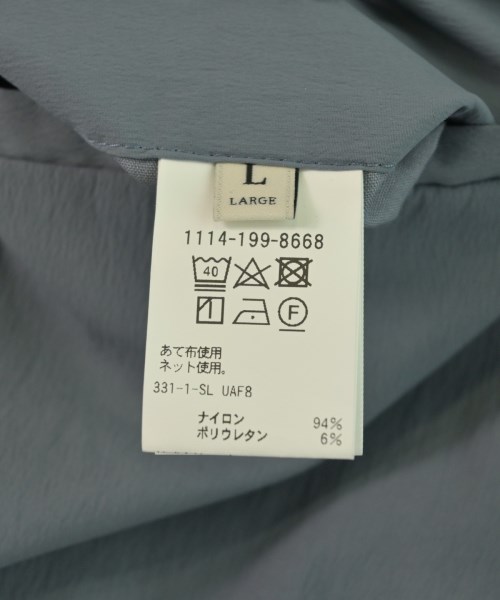 L
LARGE
1114-199-8668
40
F
あて布使用
ネット使用。
331-1-SL UAF8
ナイロン 94%
ポリウレタン 6%